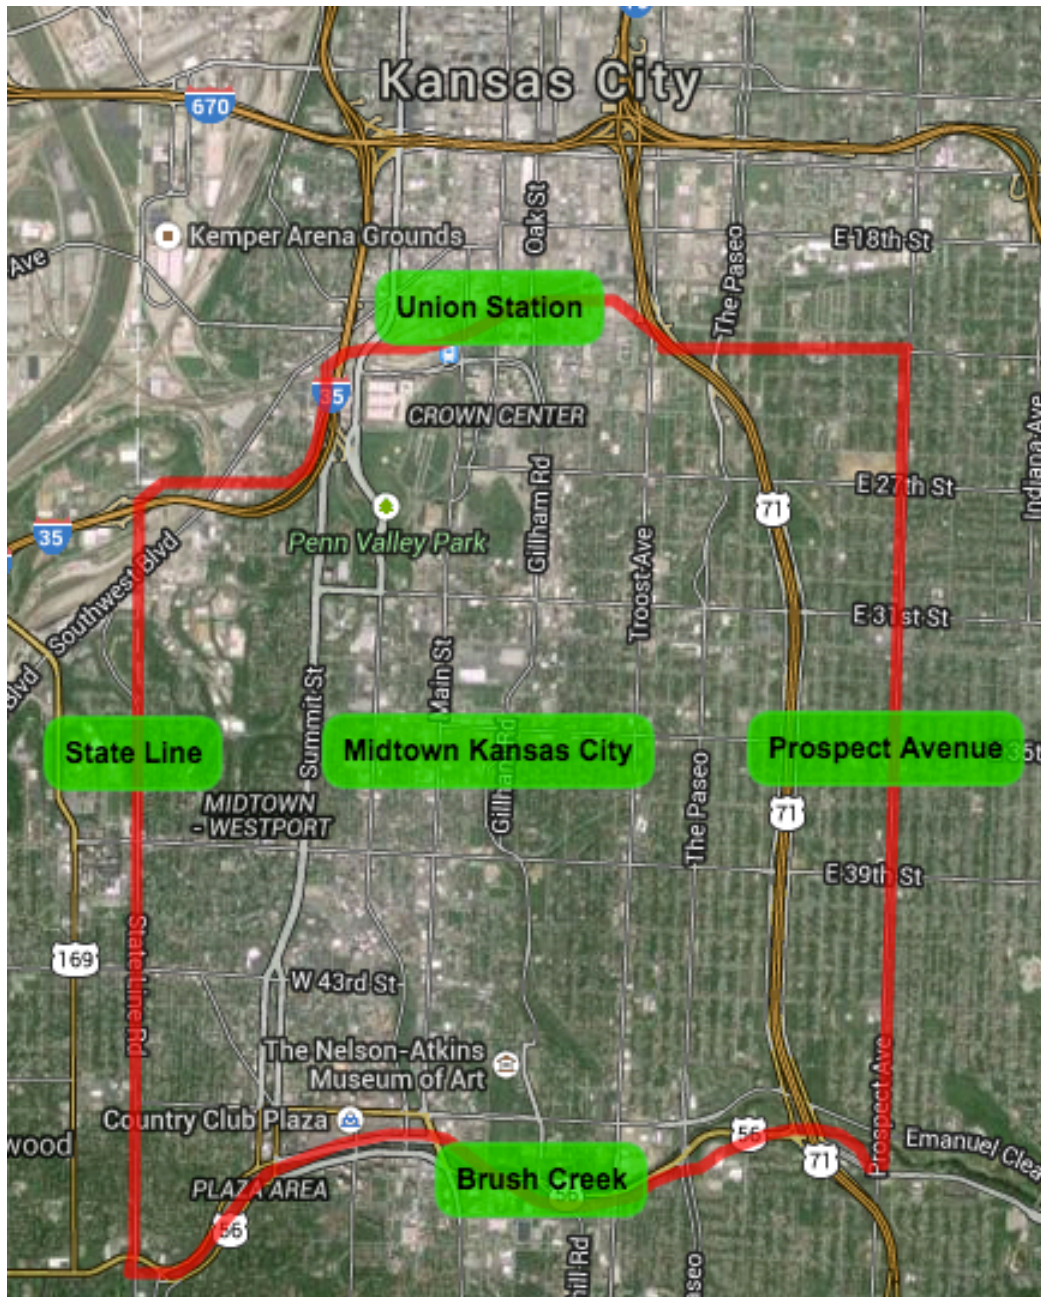 Kansas City
670
Kemper Arena Grounds
Ave
Oak St
The Paseo
E 18th St
Union Station
35
CROWN CENTER
Indiana Ave
E 27th St
71
35
Penn Valley Park
Gillham Rd
Southwest Blvd
Troost Ave
E 31st St
Blvd
Main St
Summit St
State Line
Midtown Kansas City
Prospect Avenue
MIDTOWN
- WESTPORT
Gillham Rd
The Paseo
71
E 39th St
169
State Line Rd
W 43rd St
The Nelson-Atkins
Museum of Art
Prospect Ave
Country Club Plaza
56
wood
Emanuel Clea
71
Brush Creek
PLAZA AREA
56
56
hill Rd
aseo